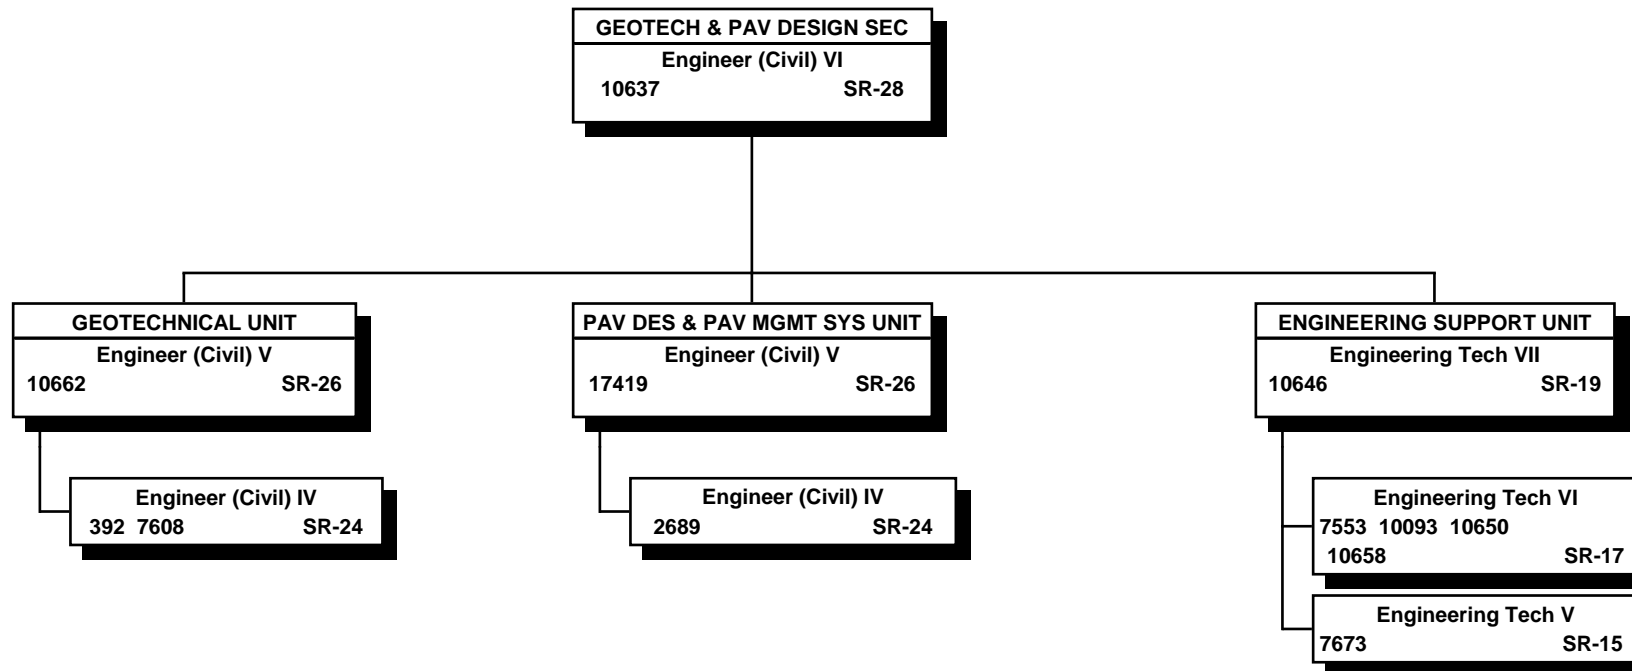 GEOTECH & PAV DESIGN SEC
Engineer (Civil) VI
10637 SR-28
GEOTECHNICAL UNIT
Engineer (Civil) V
10662 SR-26
Engineer (Civil) IV
392 7608 SR-24
PAV DES & PAV MGMT SYS UNIT
Engineer (Civil) V
17419 SR-26
Engineer (Civil) IV
2689 SR-24
ENGINEERING SUPPORT UNIT
Engineering Tech VII
10646 SR-19
Engineering Tech VI
7553 10093 10650
10658 SR-17
Engineering Tech V
7673 SR-15